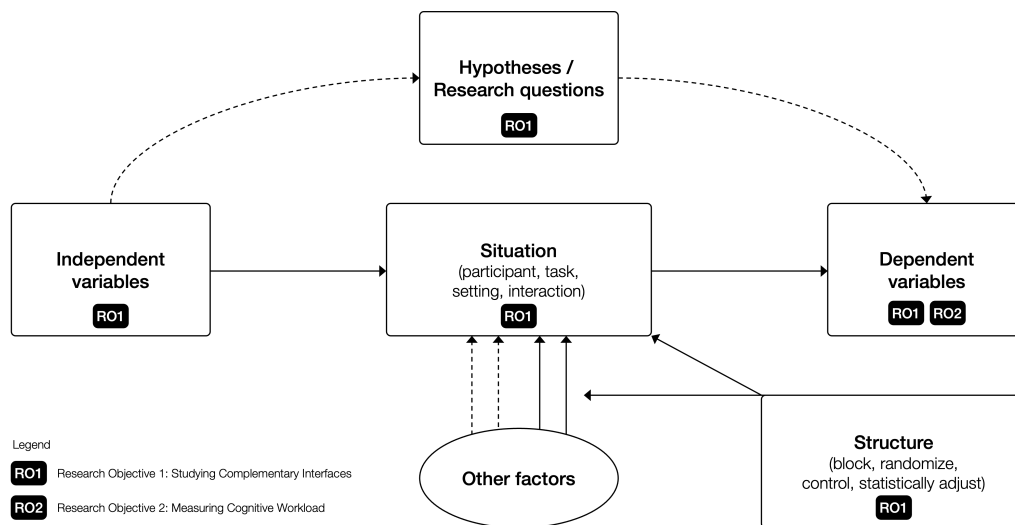 Hypotheses /
Research questions
RO1
Independent
variables
RO1
Situation
(participant, task,
setting, interaction)
RO1
Dependent
variables
RO1 RO2
Other factors
Structure
(block, randomize,
control, statistically adjust)
RO1
Legend
RO1 Research Objective 1: Studying Complementary Interfaces
RO2 Research Objective 2: Measuring Cognitive Workload